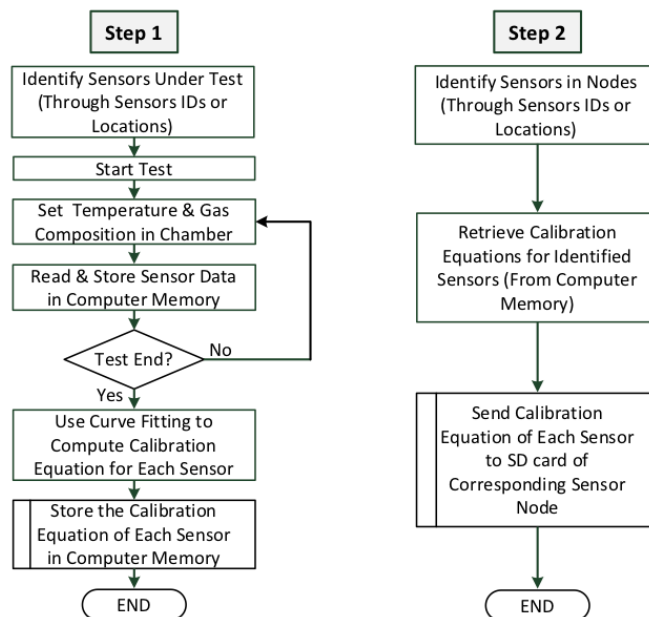 Step 1
Identify Sensors Under Test
(Through Sensors IDs or
Locations)
Start Test
Set Temperature & Gas
Composition in Chamber
Read & Store Sensor Data
in Computer Memory
Test End?
No
Yes
Use Curve Fitting to
Compute Calibration
Equation for Each Sensor
Store the Calibration
Equation of Each Sensor
in Computer Memory
END
Step 2
Identify Sensors in Nodes
(Through Sensors IDs or
Locations)
Retrieve Calibration
Equations for Identified
Sensors (From Computer
Memory)
Send Calibration
Equation of Each Sensor
to SD card of
Corresponding Sensor
Node
END